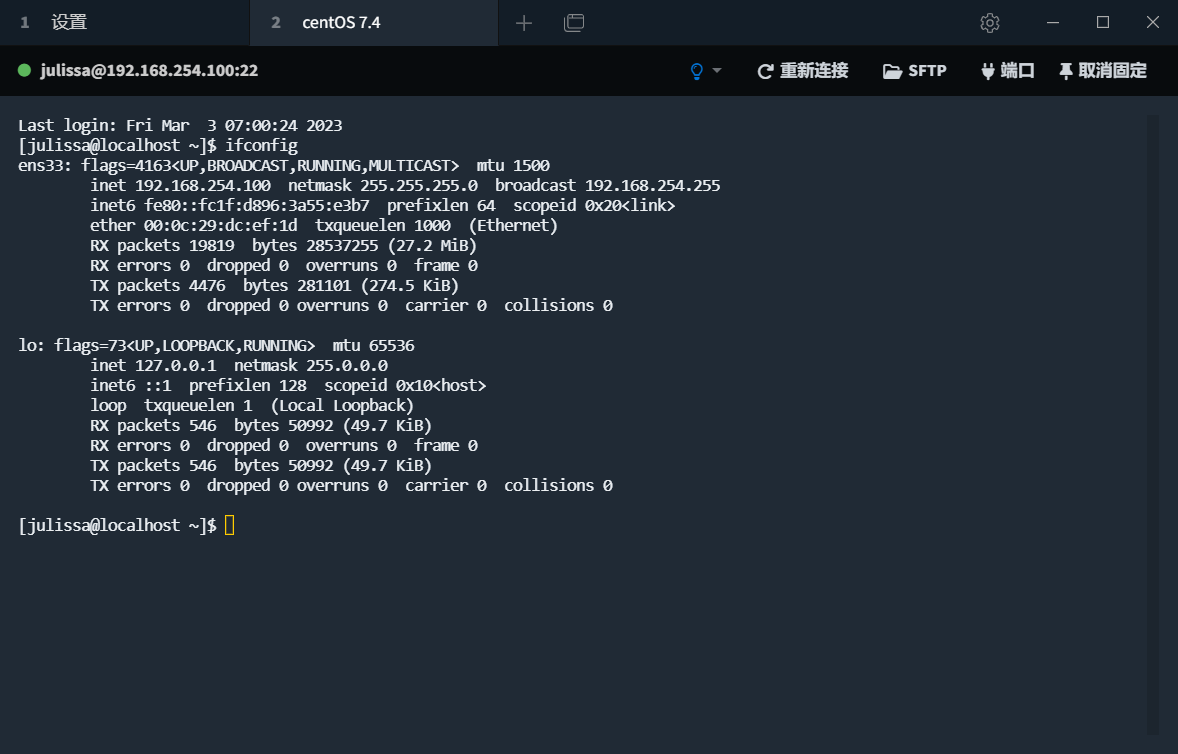 1 设置 2 centOS 7.4
julissa@192.168.254.100:22 重新连接 SFTP 端口 取消固定
Last login: Fri Mar  3 07:00:24 2023
[julissa@localhost ~]$ ifconfig
ens33: flags=4163<UP,BROADCAST,RUNNING,MULTICAST>  mtu 1500
        inet 192.168.254.100  netmask 255.255.255.0  broadcast 192.168.254.255
        inet6 fe80::fc1f:d896:3a55:e3b7  prefixlen 64  scopeid 0x20<link>
        ether 00:0c:29:dc:ef:1d  txqueuelen 1000  (Ethernet)
        RX packets 19819  bytes 28537255 (27.2 MiB)
        RX errors 0  dropped 0  overruns 0  frame 0
        TX packets 4476  bytes 281101 (274.5 KiB)
        TX errors 0  dropped 0 overruns 0  carrier 0  collisions 0

lo: flags=73<UP,LOOPBACK,RUNNING>  mtu 65536
        inet 127.0.0.1  netmask 255.0.0.0
        inet6 ::1  prefixlen 128  scopeid 0x10<host>
        loop  txqueuelen 1  (Local Loopback)
        RX packets 546  bytes 50992 (49.7 KiB)
        RX errors 0  dropped 0  overruns 0  frame 0
        TX packets 546  bytes 50992 (49.7 KiB)
        TX errors 0  dropped 0 overruns 0  carrier 0  collisions 0

[julissa@localhost ~]$